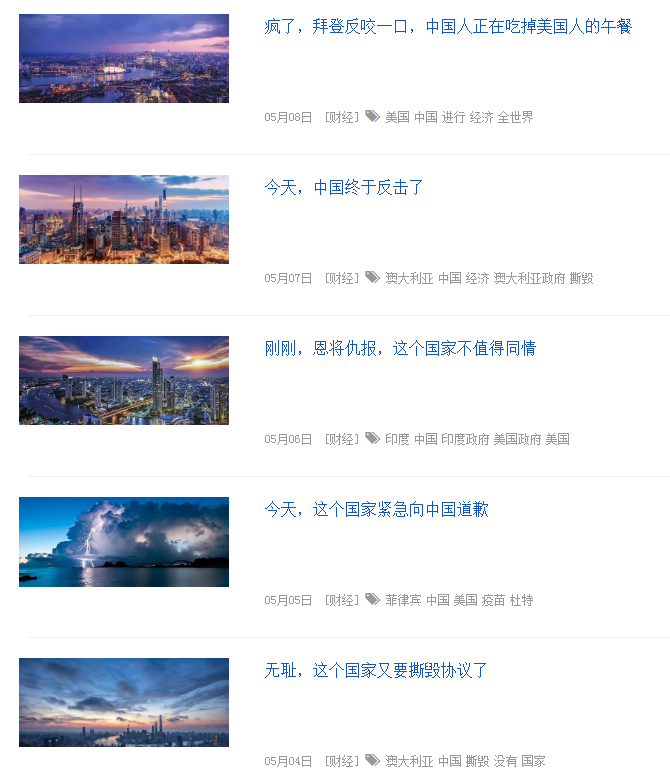 疯了，拜登反咬一口，中国人正在吃掉美国人的午餐
05月08日 [财经] 美国 中国 进行 经济 全世界
今天，中国终于反击了
05月07日 [财经] 澳大利亚 中国 经济 澳大利亚政府 撕毁
刚刚，恩将仇报，这个国家不值得同情
05月06日 [财经] 印度 中国 印度政府 美国政府 美国
今天，这个国家紧急向中国道歉
05月05日 [财经] 菲律宾 中国 美国 疫苗 杜特
无耻，这个国家又要撕毁协议了
05月04日 [财经] 澳大利亚 中国 撕毁 没有 国家